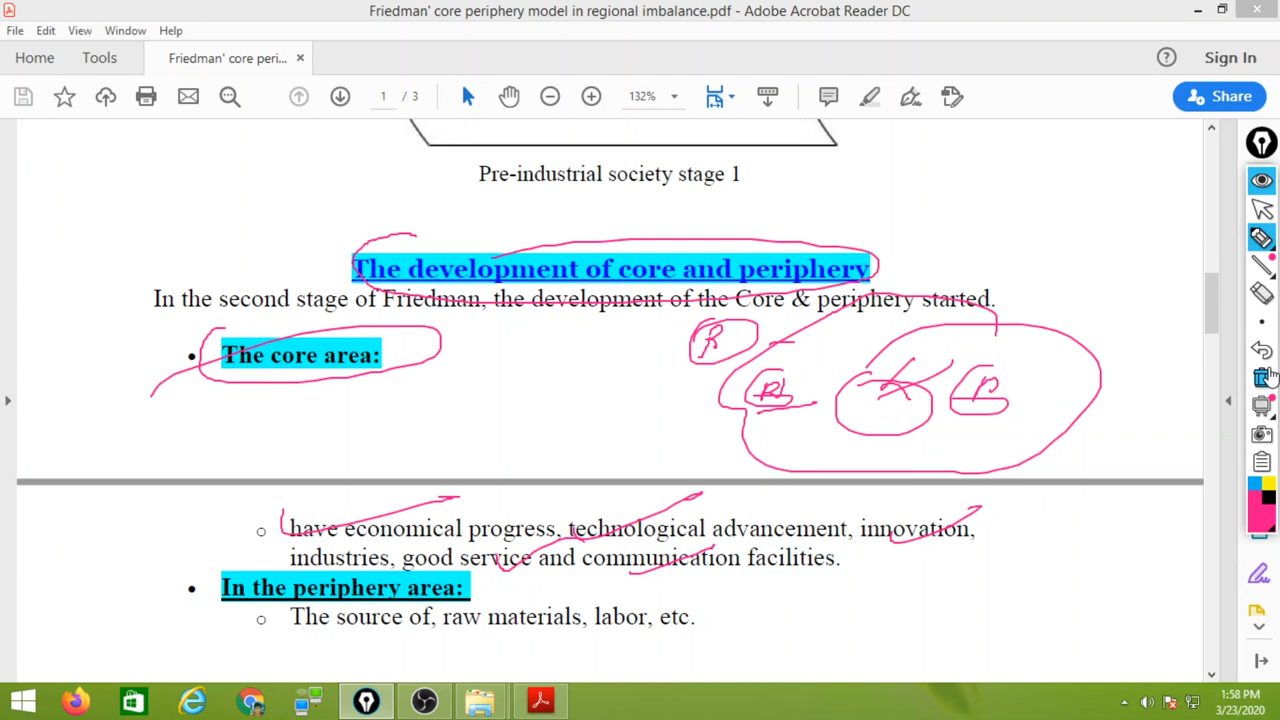 Friedman' core periphery model in regional imbalance.pdf - Adobe Acrobat Reader DC
File Edit View Window Help
Home Tools Friedman' core peri... × Sign In
1 / 3 132% Share
Pre-industrial society stage 1
The development of core and periphery
In the second stage of Friedman, the development of the Core & periphery started.
• The core area:
R
R P
o have economical progress, technological advancement, innovation,
industries, good service and communication facilities.
• In the periphery area:
o The source of, raw materials, labor, etc.
1:58 PM
3/23/2020